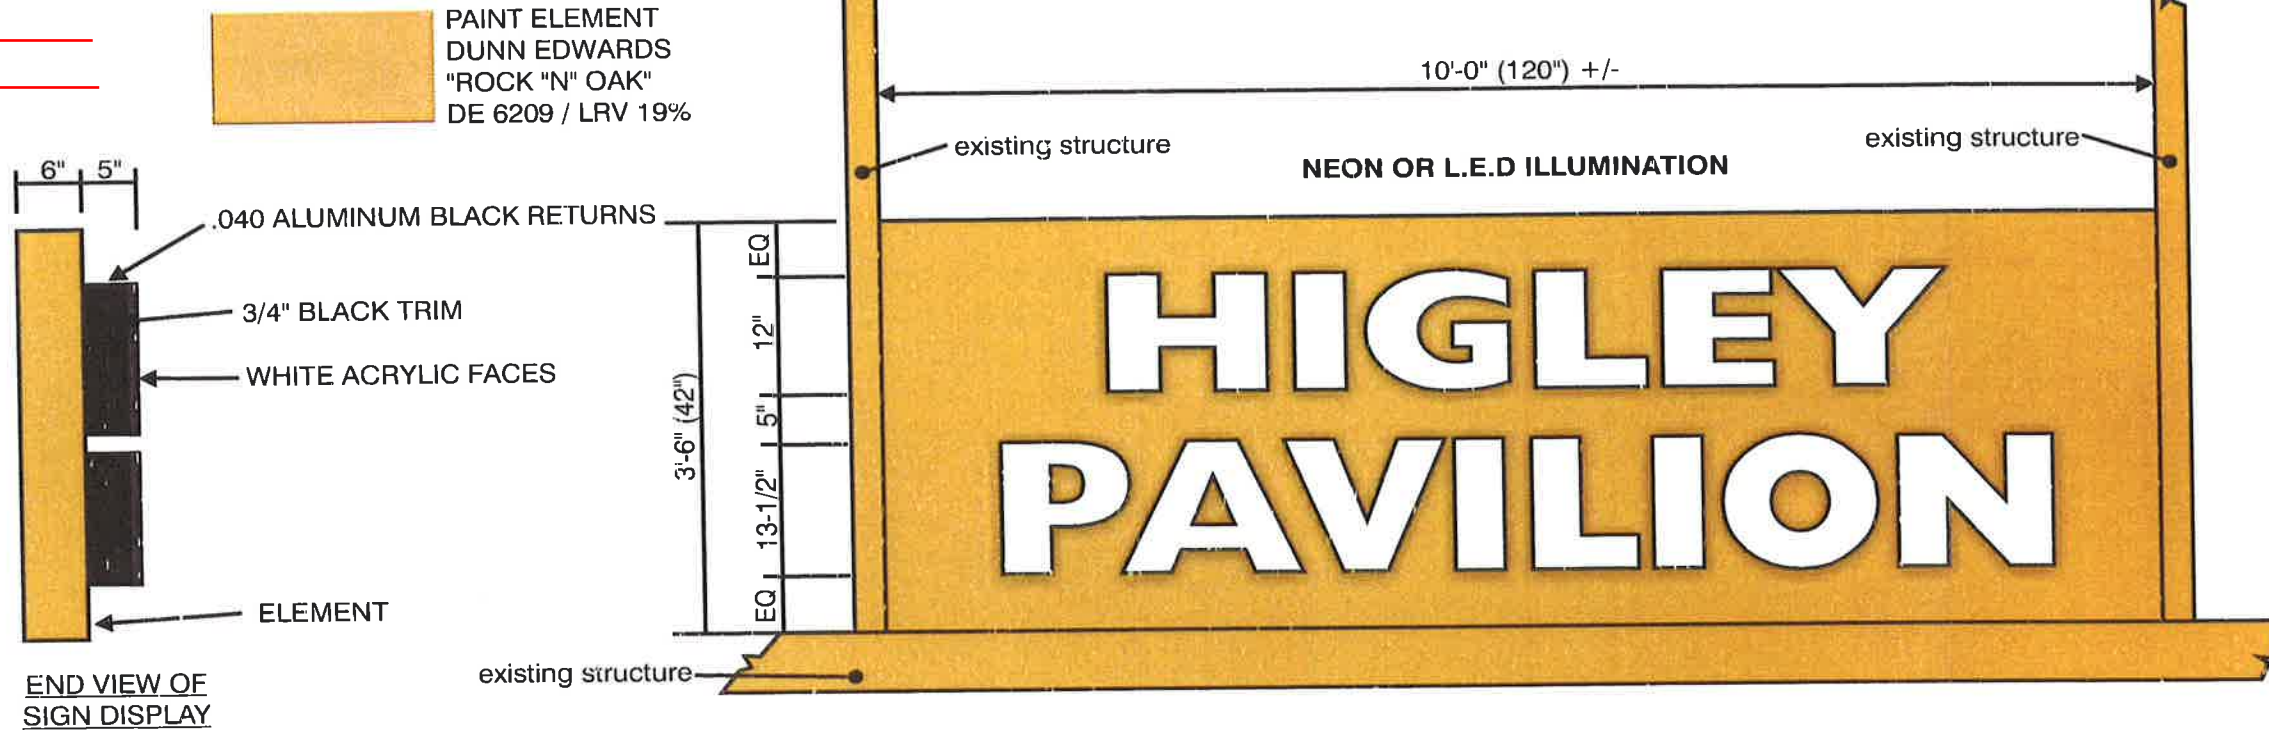 PAINT ELEMENT
DUNN EDWARDS
"ROCK "N" OAK"
DE 6209 / LRV 19%
6" 5"
.040 ALUMINUM BLACK RETURNS
3/4" BLACK TRIM
WHITE ACRYLIC FACES
ELEMENT
END VIEW OF
SIGN DISPLAY
10'-0" (120") +/-
existing structure
existing structure
NEON OR L.E.D ILLUMINATION
3'-6" (42")
EQ
12"
5"
13-1/2"
EQ
HIGLEY
PAVILION
existing structure